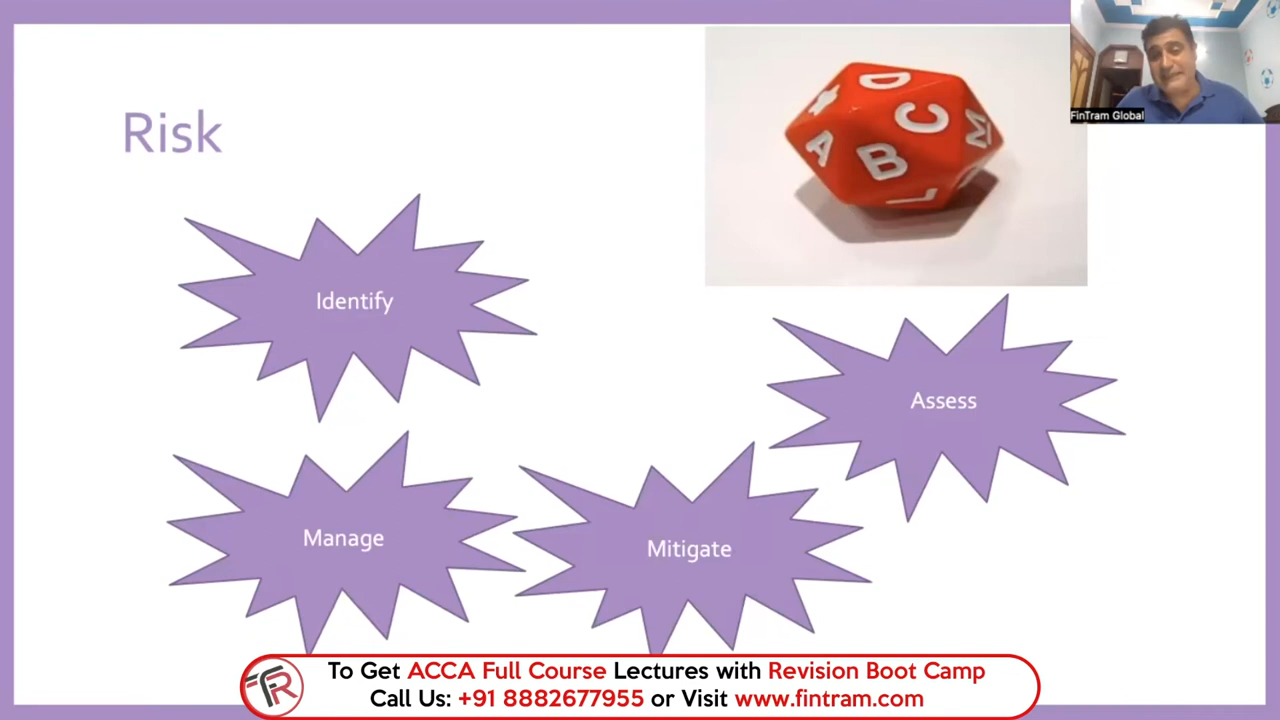 Risk
D
C
A
B
M
L
FinTram Global
Identify
Assess
Manage
Mitigate
FR
To Get ACCA Full Course Lectures with Revision Boot Camp
Call Us: +91 8882677955 or Visit www.fintram.com